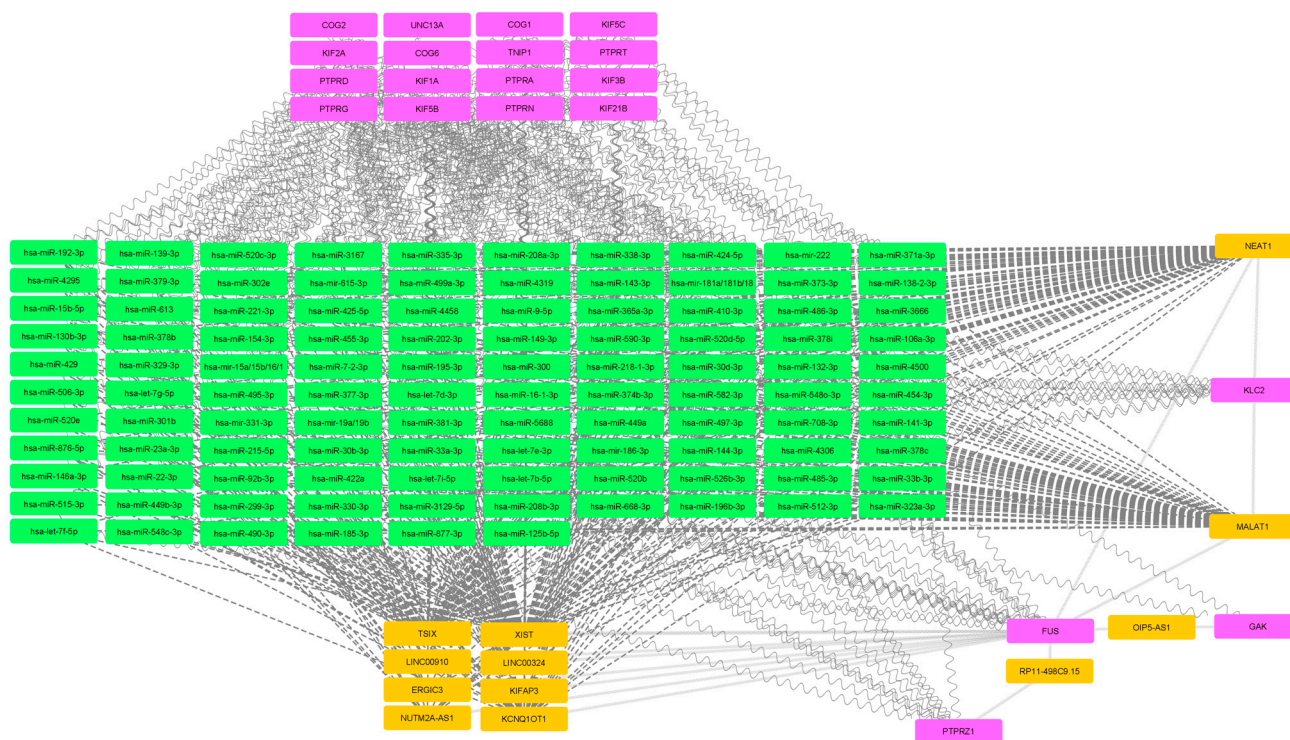 COG2 UNC13A COG1 KIF5C
KIF2A COG6 TNIP1 PTPRT
PTPRD KIF1A PTPRA KIF3B
PTPRG KIF5B PTPRN KIF21B
hsa-miR-192-3p hsa-miR-139-3p hsa-miR-520c-3p hsa-miR-3167 hsa-miR-335-3p hsa-miR-208a-3p hsa-miR-338-3p hsa-miR-424-5p hsa-mir-222 hsa-miR-371a-3p NEAT1
hsa-miR-4295 hsa-miR-379-3p hsa-miR-302e hsa-mir-615-3p hsa-miR-499a-3p hsa-miR-4319 hsa-miR-143-3p hsa-mir-181a/181b/18 hsa-miR-373-3p hsa-miR-138-2-3p
hsa-miR-15b-5p hsa-miR-613 hsa-miR-221-3p hsa-miR-425-5p hsa-miR-4458 hsa-miR-9-5p hsa-miR-365a-3p hsa-miR-410-3p hsa-miR-486-3p hsa-miR-3666
hsa-miR-130b-3p hsa-miR-378b hsa-miR-154-3p hsa-miR-455-3p hsa-miR-202-3p hsa-miR-149-3p hsa-miR-590-3p hsa-miR-520d-5p hsa-miR-378i hsa-miR-106a-3p
hsa-miR-429 hsa-miR-329-3p hsa-mir-15a/15b/16/1 hsa-miR-7-2-3p hsa-miR-195-3p hsa-miR-300 hsa-miR-218-1-3p hsa-miR-30d-3p hsa-miR-132-3p hsa-miR-4500
hsa-miR-506-3p hsa-let-7g-5p hsa-miR-495-3p hsa-miR-377-3p hsa-let-7d-3p hsa-miR-16-1-3p hsa-miR-374b-3p hsa-miR-582-3p hsa-miR-548o-3p hsa-miR-454-3p KLC2
hsa-miR-520e hsa-miR-301b hsa-mir-331-3p hsa-mir-19a/19b hsa-miR-381-3p hsa-miR-5688 hsa-miR-449a hsa-miR-497-3p hsa-miR-708-3p hsa-miR-141-3p
hsa-miR-876-5p hsa-miR-23a-3p hsa-miR-215-5p hsa-miR-30b-3p hsa-miR-33a-3p hsa-let-7e-3p hsa-mir-186-3p hsa-miR-144-3p hsa-miR-4306 hsa-miR-378c
hsa-miR-146a-3p hsa-miR-22-3p hsa-miR-92b-3p hsa-miR-422a hsa-let-7i-5p hsa-let-7b-5p hsa-miR-520b hsa-miR-526b-3p hsa-miR-485-3p hsa-miR-33b-3p
hsa-miR-515-3p hsa-miR-449b-3p hsa-miR-299-3p hsa-miR-330-3p hsa-miR-3129-5p hsa-miR-208b-3p hsa-miR-668-3p hsa-miR-196b-3p hsa-miR-512-3p hsa-miR-323a-3p
hsa-let-7f-5p hsa-miR-548c-3p hsa-miR-490-3p hsa-miR-185-3p hsa-miR-877-3p hsa-miR-125b-5p MALAT1
TSIX XIST FUS OIP5-AS1 GAK
LINC00910 LINC00324 RP11-498C9.15
ERGIC3 KIFAP3
NUTM2A-AS1 KCNQ1OT1
PTPRZ1